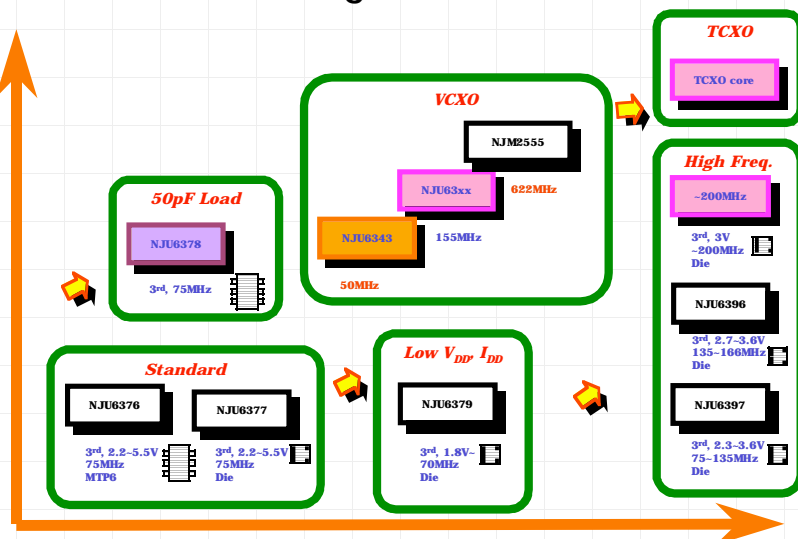 TCXO
TCXO core
VCXO
NJM2555
NJU63xx
622MHz
NJU6343
155MHz
50MHz
High Freq.
~200MHz
3rd, 3V
~200MHz
Die
NJU6396
3rd, 2.7~3.6V
135~166MHz
Die
NJU6397
3rd, 2.3~3.6V
75~135MHz
Die
50pF Load
NJU6378
3rd, 75MHz
Standard
NJU6376
3rd, 2.2~5.5V
75MHz
MTP6
NJU6377
3rd, 2.2~5.5V
75MHz
Die
Low VDD, IDD
NJU6379
3rd, 1.8V~
70MHz
Die